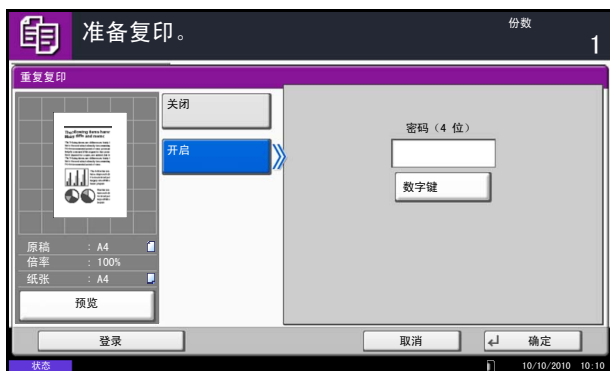 准备复印。
份数
1
重复复印
关闭
开启
密码（4 位）
数字键
原稿 : A4
倍率 : 100%
纸张 : A4
预览
登录
取消
确定
状态
10/10/2010 10:10